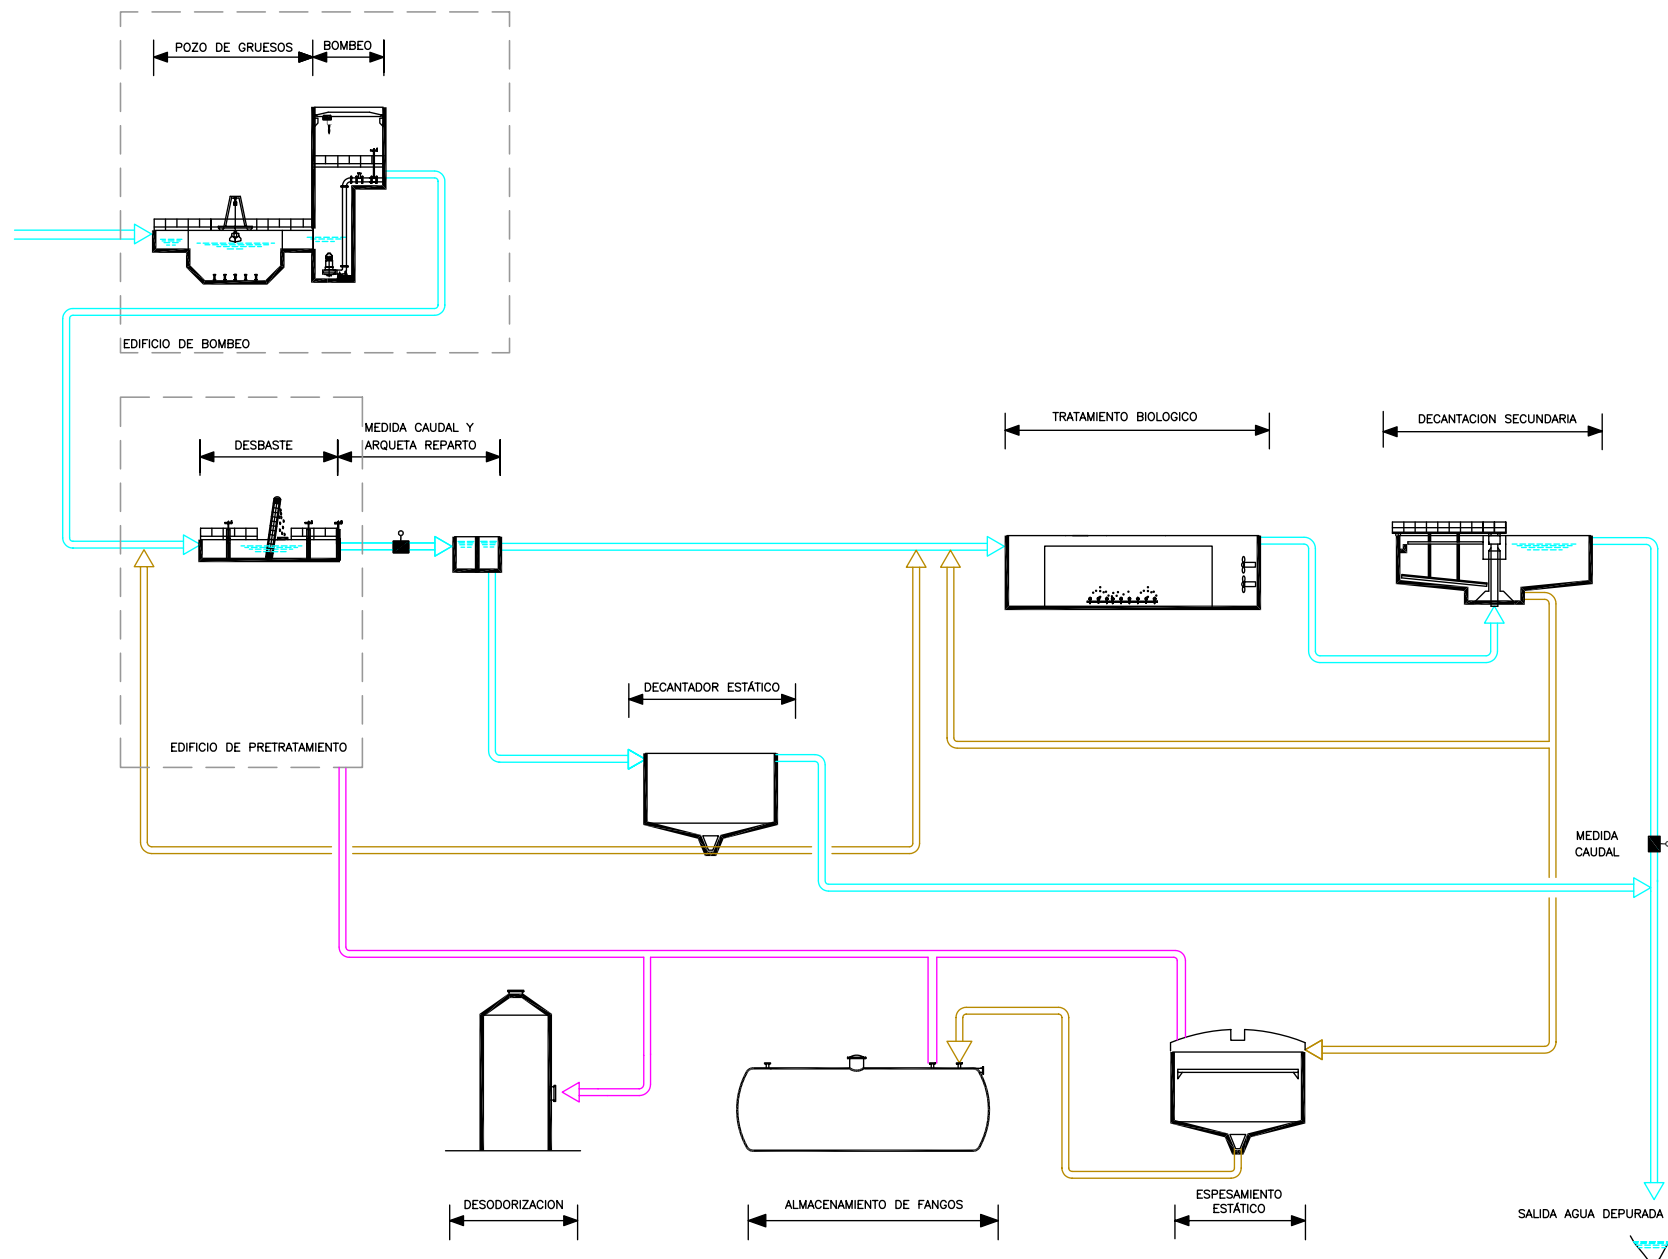 POZO DE GRUESOS
BOMBEO
EDIFICIO DE BOMBEO
MEDIDA CAUDAL Y
ARQUETA REPARTO
DESBASTE
TRATAMIENTO BIOLOGICO
DECANTACION SECUNDARIA
DECANTADOR ESTÁTICO
EDIFICIO DE PRETRATAMIENTO
MEDIDA
CAUDAL
DESODORIZACION
ALMACENAMIENTO DE FANGOS
ESPESAMIENTO
ESTÁTICO
SALIDA AGUA DEPURADA